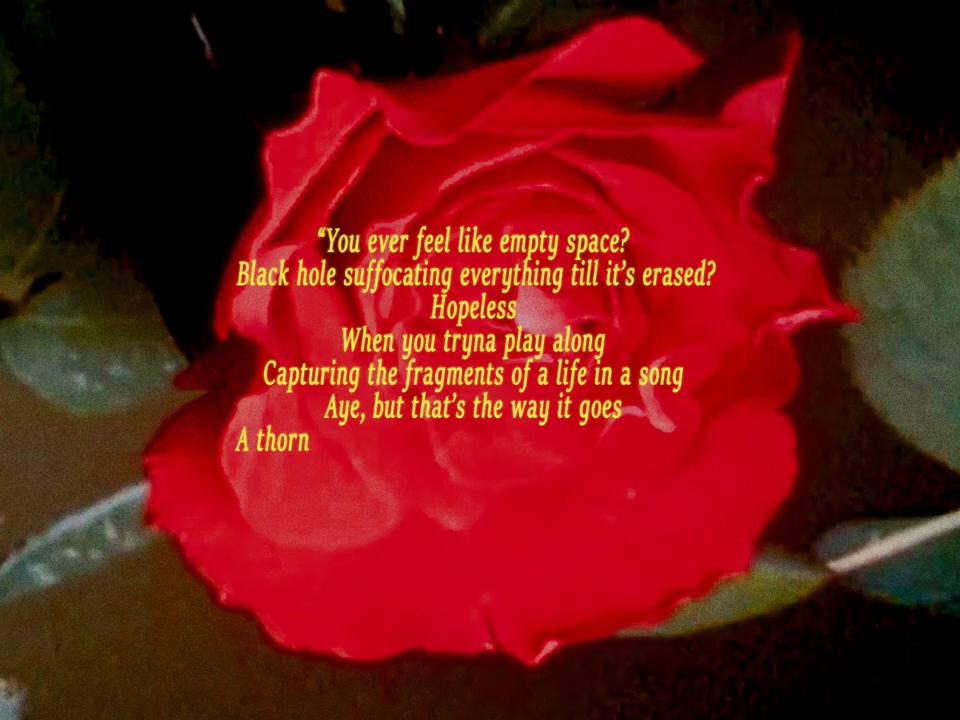 “You ever feel like empty space?
Black hole suffocating everything till it’s erased?
Hopeless
When you tryna play along
Capturing the fragments of a life in a song
Aye, but that’s the way it goes
A thorn